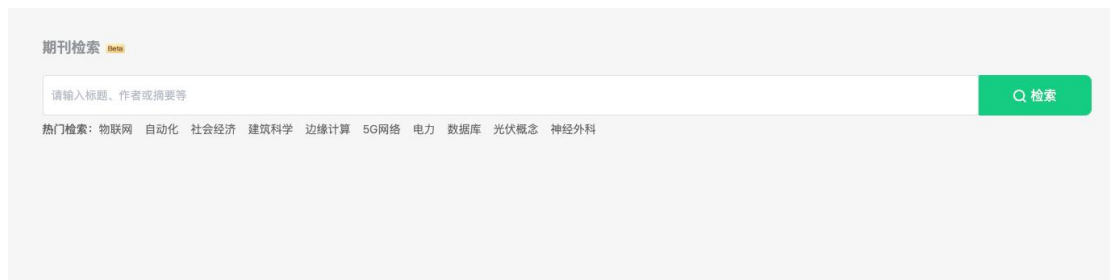 期刊检索 Beta
请输入标题、作者或摘要等
检索
热门检索：物联网 自动化 社会经济 建筑科学 边缘计算 5G网络 电力 数据库 光伏概念 神经外科